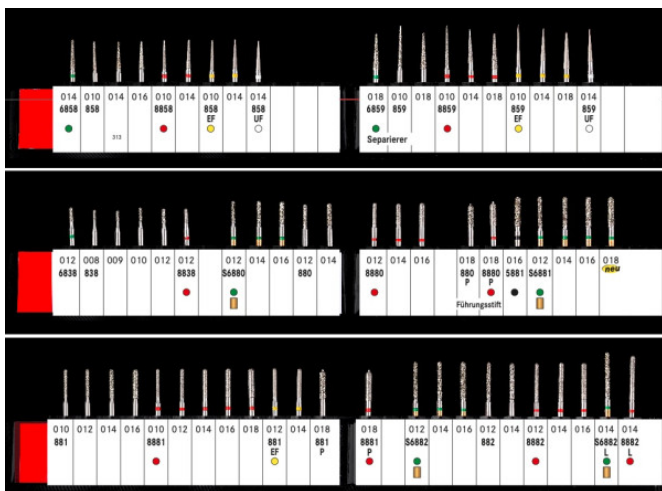 014 010 014 016 010 014 010 014 014
6858 858 8858 858 858
EF UF
313
018 010 018 010 014 018 010 014 018 014
6859 859 8859 859 859
EF UF
Separierer
012 008 009 010 012 012 012 014 016 012 014
6838 838 8838 S6880 880
012 014 016 018 018 016 012 014 016 018
8880 880 8880 5881 S6881 neu
P P
Führungsstift
010 012 014 016 010 012 014 016 018 012 014 018
881 8881 881 881
EF P
018 012 014 016 012 014 012 014 016 014 014
8881 S6882 882 8882 S6882 8882
P L L